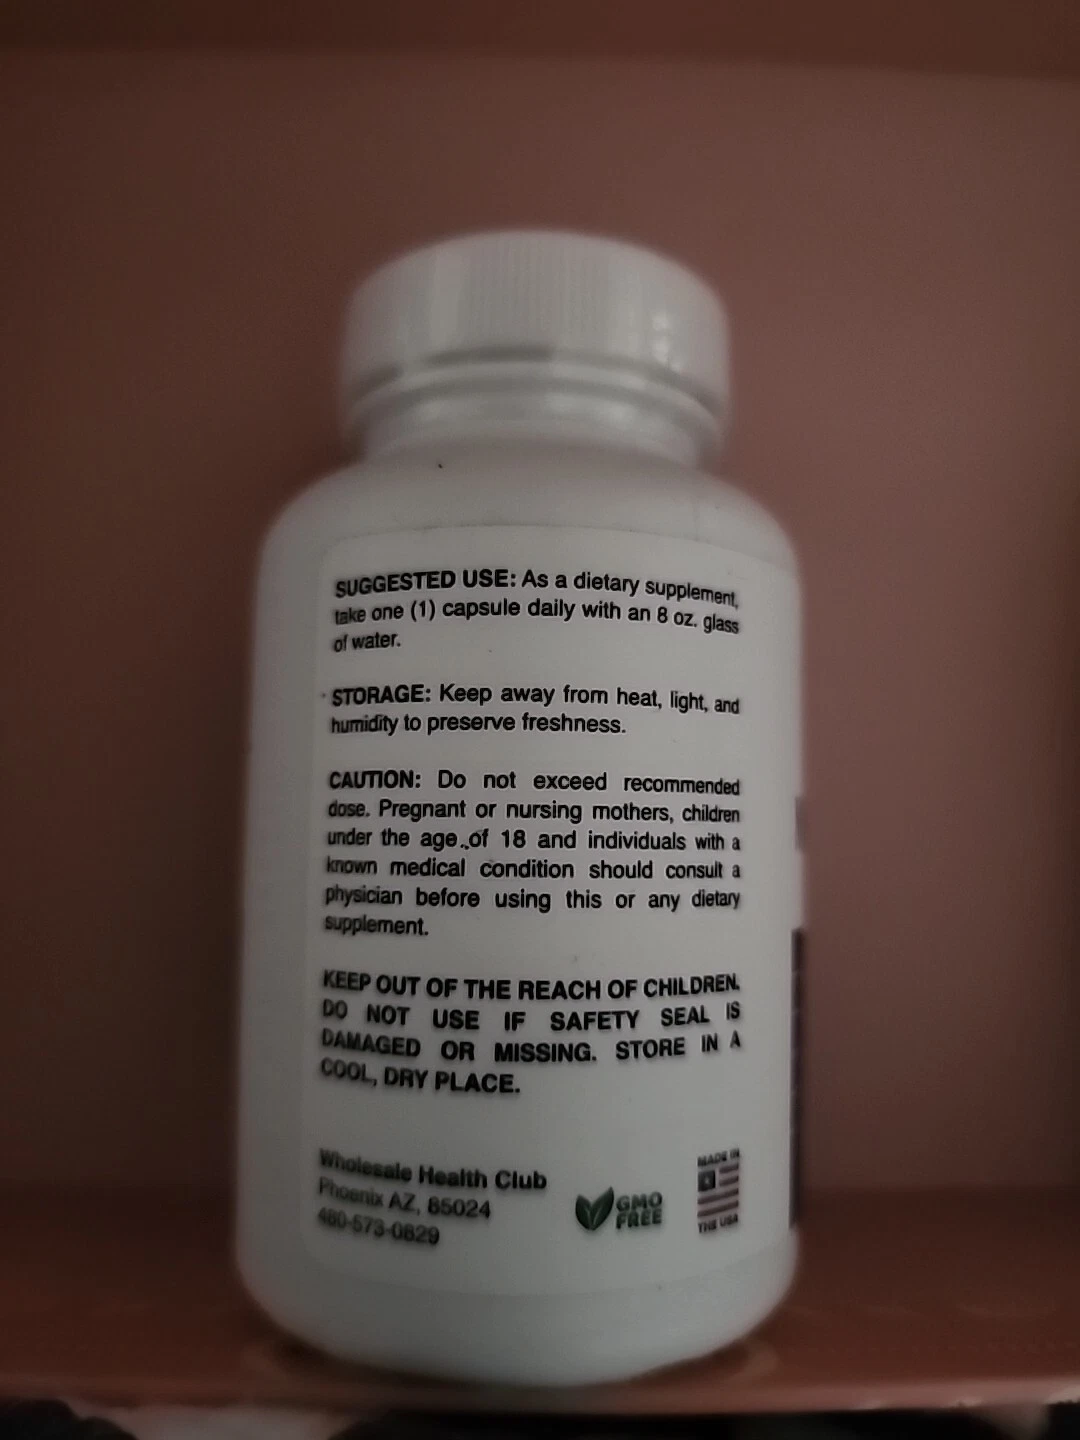 SUGGESTED USE: As a dietary supplement,
take one (1) capsule daily with an 8 oz. glass
of water.
STORAGE: Keep away from heat, light, and
humidity to preserve freshness.
CAUTION: Do not exceed recommended
dose. Pregnant or nursing mothers, children
under the age of 18 and individuals with a
known medical condition should consult a
physician before using this or any dietary
supplement.
KEEP OUT OF THE REACH OF CHILDREN.
DO NOT USE IF SAFETY SEAL IS
DAMAGED OR MISSING. STORE IN A
COOL, DRY PLACE.
Wholesale Health Club
Phoenix AZ, 85024
480-573-0829
GMO
FREE
MADE IN
THE USA